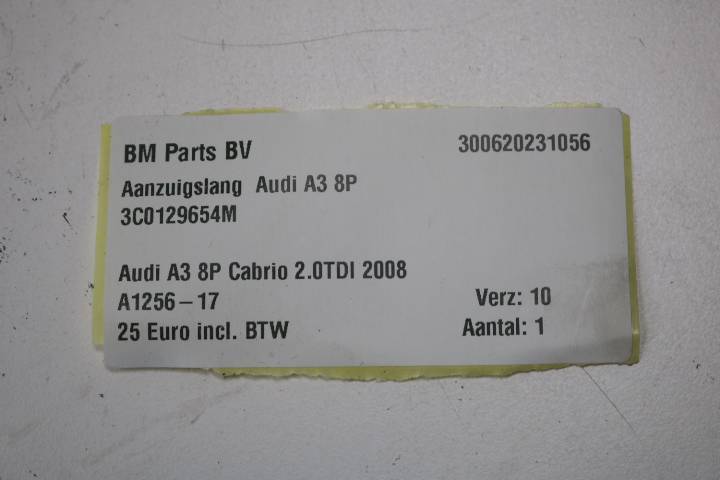 BM Parts BV 300620231056
Aanzuigslang Audi A3 8P
3C0129654M
Audi A3 8P Cabrio 2.0TDI 2008
A1256-17 Verz: 10
25 Euro incl. BTW Aantal: 1